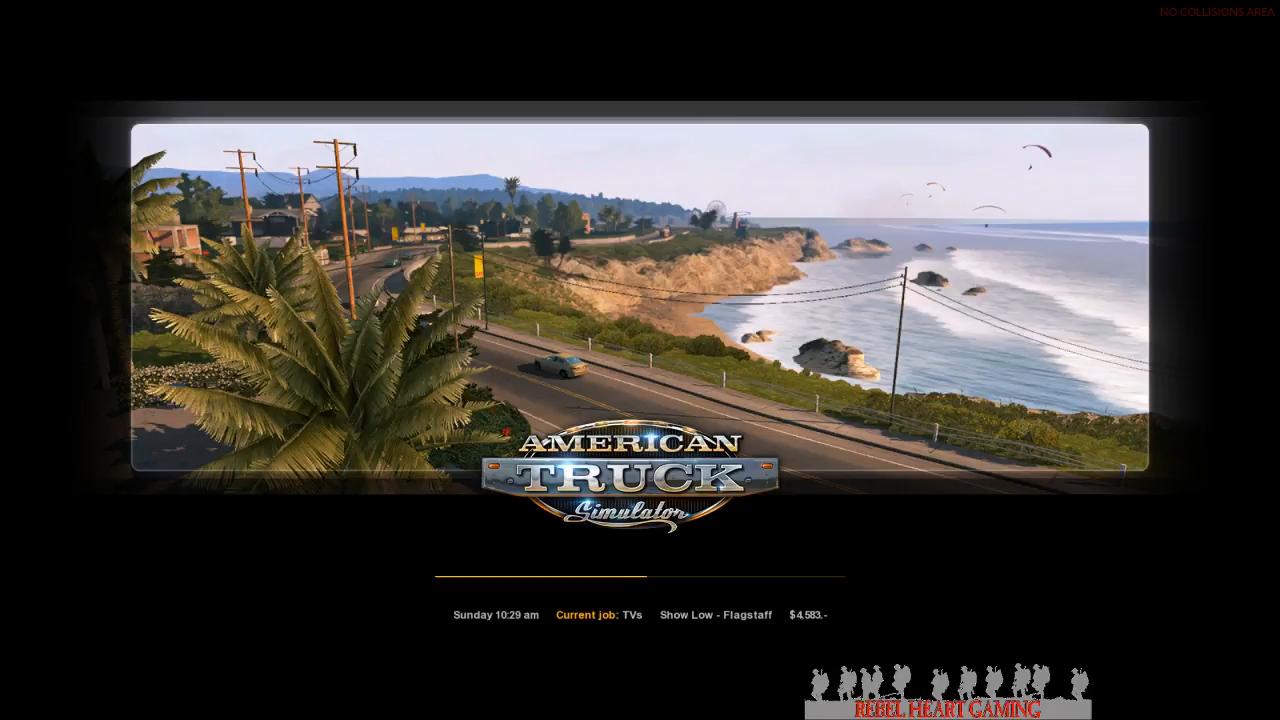 NO COLLISIONS AREA
AMERICAN
TRUCK
Simulator
Sunday 10:29 am Current job: TVs Show Low - Flagstaff $4,583.-
REBEL HEART GAMING